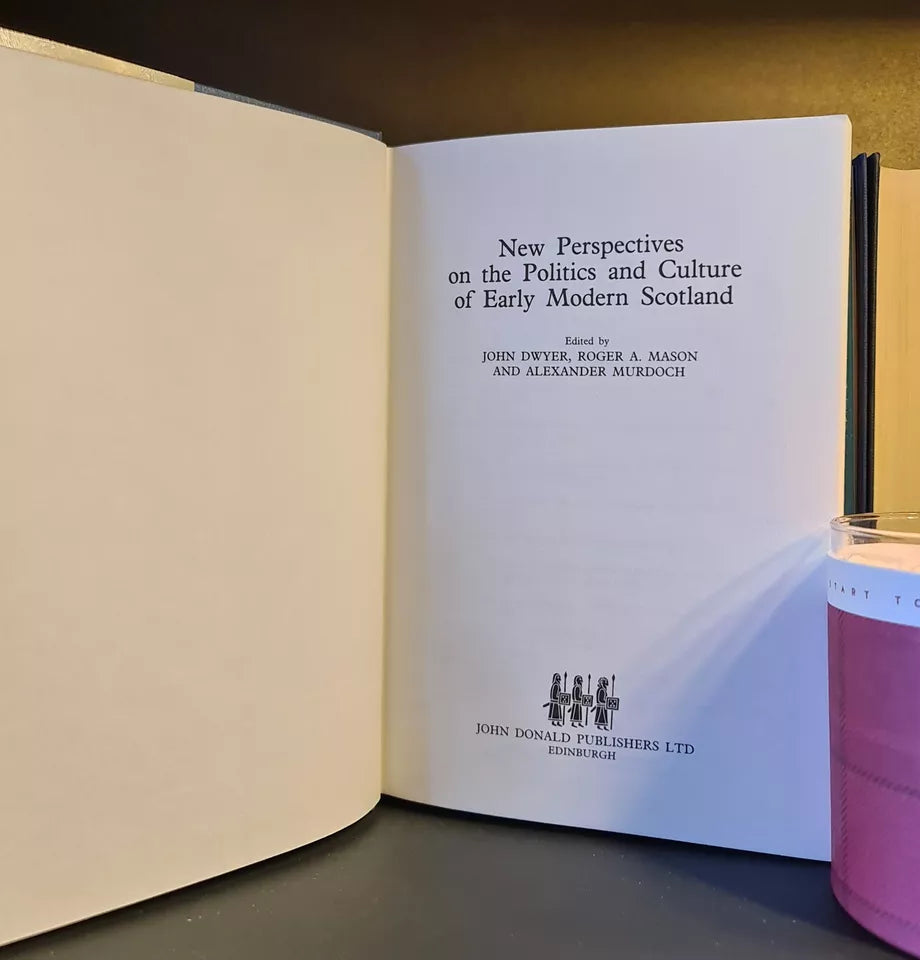 New Perspectives
on the Politics and Culture
of Early Modern Scotland
Edited by
JOHN DWYER, ROGER A. MASON
AND ALEXANDER MURDOCH
JOHN DONALD PUBLISHERS LTD
EDINBURGH